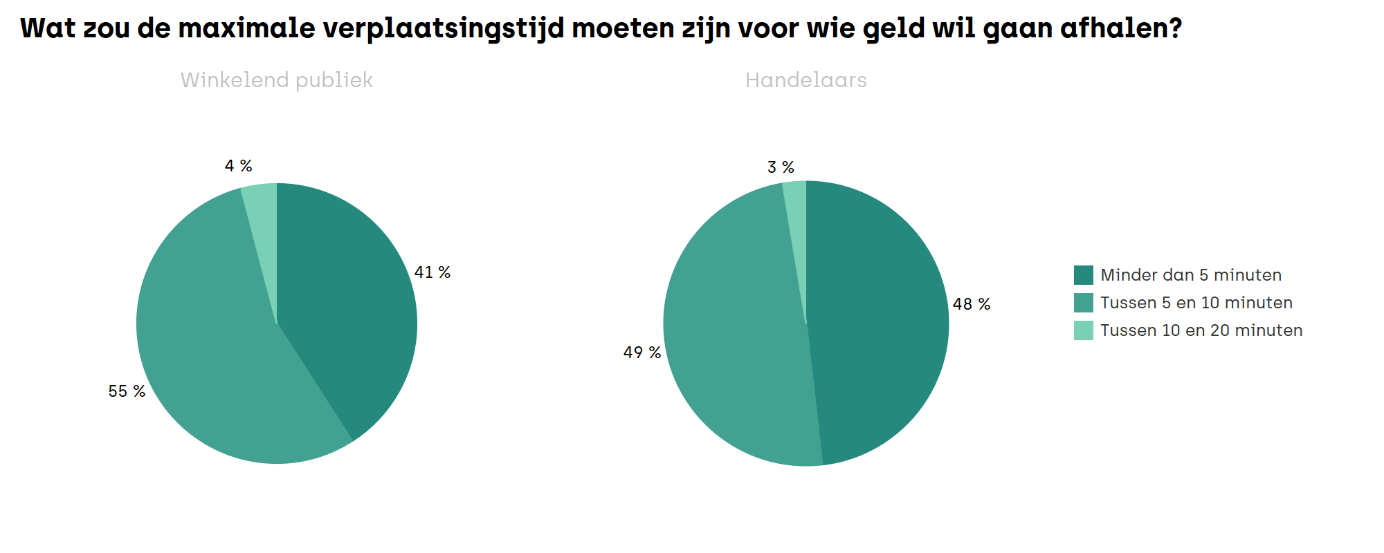 Wat zou de maximale verplaatsingstijd moeten zijn voor wie geld wil gaan afhalen?
Winkelend publiek
4 %
41 %
55 %
Handelaars
3 %
48 %
49 %
Minder dan 5 minuten
Tussen 5 en 10 minuten
Tussen 10 en 20 minuten